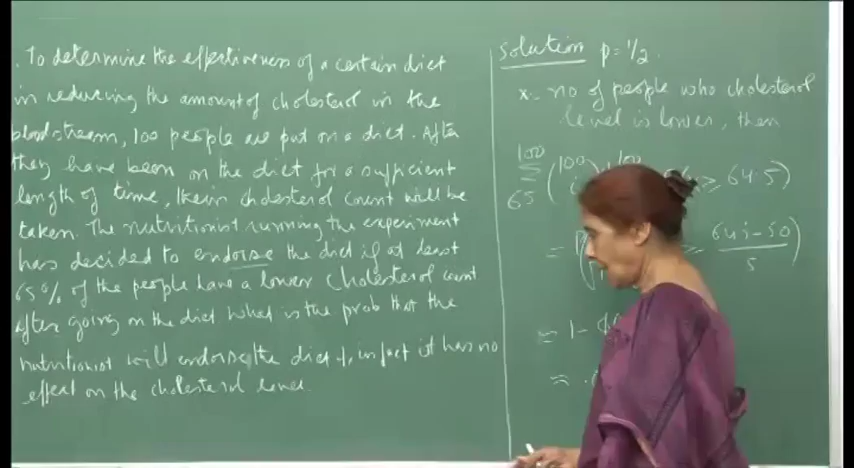 . To determine the effectiveness of a certain diet
in reducing the amount of cholesterol in the
bloodstream, 100 people are put on a diet. After
they have been on the diet for a sufficient
length of time, their cholesterol count will be
taken. The nutritionist running the experiment
has decided to endorse the diet if at least
65% of the people have a lower cholesterol count
after going on the diet. What is the prob that the
nutritionist will endorse the diet if, in fact it has no
effect on the cholesterol level.
Solution p = 1/2.
x - no of people who cholesterol
level is lower, then
100
Σ (100
65
≥ 64.5)
= P(
≥ 64.5 - 50
5 )
≈ 1 -
≈ .